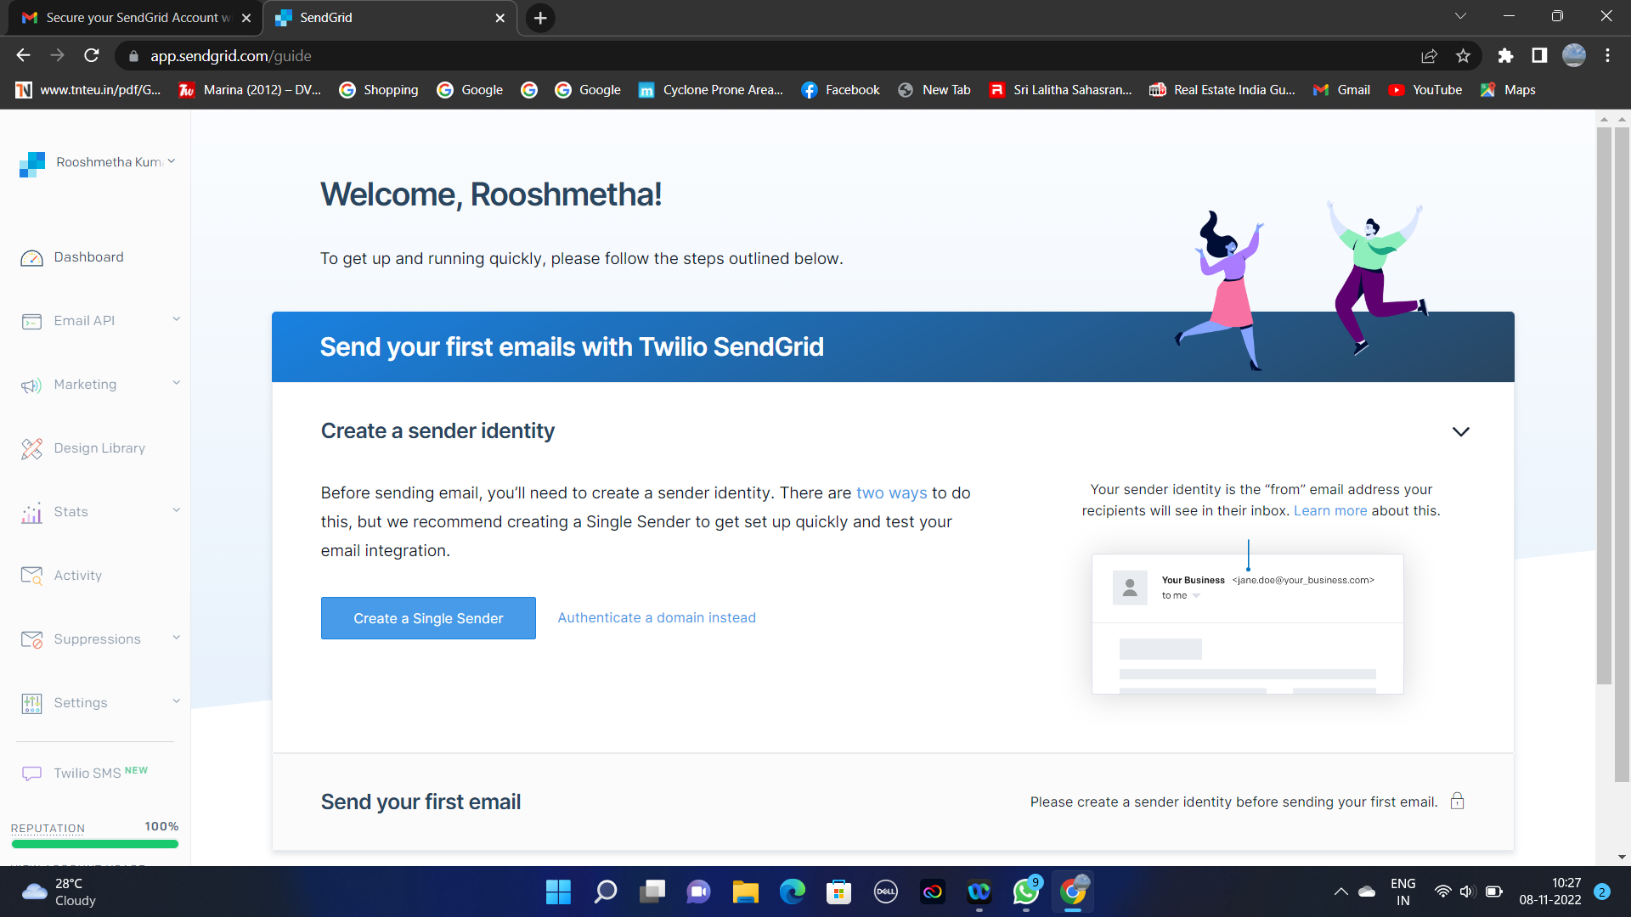 Secure your SendGrid Account w
SendGrid
app.sendgrid.com/guide
www.tnteu.in/pdf/G...
Marina (2012) – DV...
Shopping
Google
Google
Cyclone Prone Area...
Facebook
New Tab
Sri Lalitha Sahasran...
Real Estate India Gu...
Gmail
YouTube
Maps
Rooshmetha Kum
Welcome, Rooshmetha!
To get up and running quickly, please follow the steps outlined below.
Dashboard
Email API
Marketing
Design Library
Stats
Activity
Suppressions
Settings
Twilio SMS NEW
REPUTATION 100%
Send your first emails with Twilio SendGrid
Create a sender identity
Before sending email, you'll need to create a sender identity. There are two ways to do
this, but we recommend creating a Single Sender to get set up quickly and test your
email integration.
Create a Single Sender
Authenticate a domain instead
Your sender identity is the “from” email address your
recipients will see in their inbox. Learn more about this.
Your Business <jane.doe@your_business.com>
to me
Send your first email
Please create a sender identity before sending your first email.
28°C
Cloudy
DELL
9
ENG
IN
10:27
08-11-2022
2